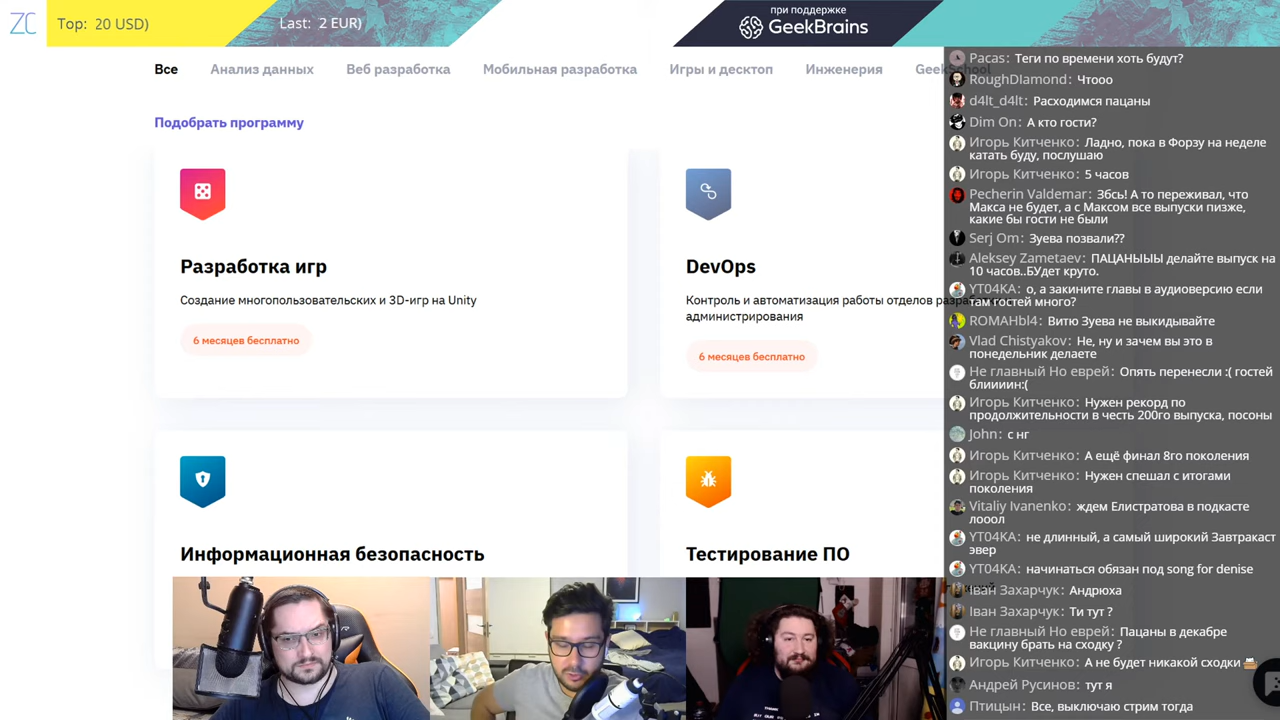 ZC
Top: 20 USD)
Last: 2 EUR)
при поддержке
GeekBrains
Все
Анализ данных
Веб разработка
Мобильная разработка
Игры и десктоп
Инженерия
GeekSchool
Подобрать программу
Разработка игр
Создание многопользовательских и 3D-игр на Unity
6 месяцев бесплатно
DevOps
Контроль и автоматизация работы отделов
администрирования
6 месяцев бесплатно
Информационная безопасность
Тестирование ПО
Pacas: Теги по времени хоть будут?
RoughDIamond: Чтооо
d4lt_d4lt: Расходимся пацаны
Dim On: А кто гости?
Игорь Китченко: Ладно, пока в Форзу на неделе
катать буду, послушаю
Игорь Китченко: 5 часов
Pecherin Valdemar: Збсь! А то переживал, что
Макса не будет, а с Максом все выпуски пизже,
какие бы гости не были
Serj Om: Зуева позвали??
Aleksey Zametaev: ПАЦАНЫЫЫ делайте выпуск на
10 часов..БУдет круто.
YT04KA: о, а закините главы в аудиоверсию если
там гостей много?
ROMAHbl4: Витю Зуева не выкидывайте
Vlad Chistyakov: Не, ну и зачем вы это в
понедельник делаете
Не главный Но еврей: Опять перенесли :( гостей
блиииин:(
Игорь Китченко: Нужен рекорд по
продолжительности в честь 200го выпуска, посоны
John: с нг
Игорь Китченко: А ещё финал 8го поколения
Игорь Китченко: Нужен спешал с итогами
поколения
Vitaliy Ivanenko: ждем Елистратова в подкасте
лооол
YT04KA: не длинный, а самый широкий Завтракаст
эвер
YT04KA: начинаться обязан под song for denise
Іван Захарчук: Андрюха
Іван Захарчук: Ти тут ?
Не главный Но еврей: Пацаны в декабре
вакцину брать на сходку ?
Игорь Китченко: А не будет никакой сходки
Андрей Русинов: тут я
Птицын: Все, выключаю стрим тогда